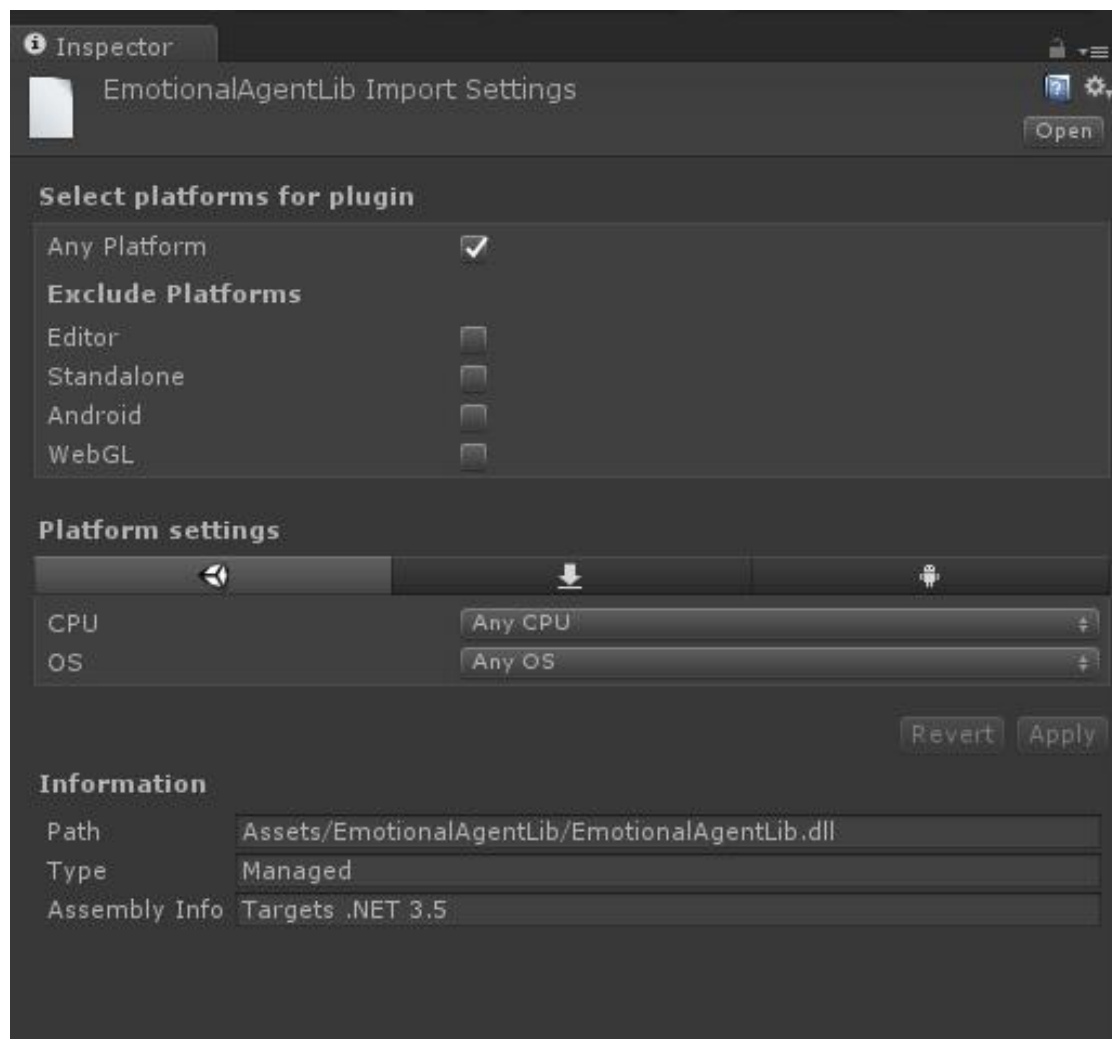 Inspector
EmotionalAgentLib Import Settings
Open
Select platforms for plugin
Any Platform
Exclude Platforms
Editor
Standalone
Android
WebGL
Platform settings
CPU Any CPU
OS Any OS
Revert Apply
Information
Path Assets/EmotionalAgentLib/EmotionalAgentLib.dll
Type Managed
Assembly Info Targets .NET 3.5